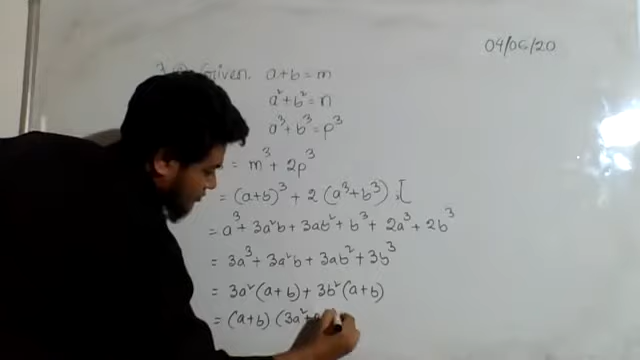 04/06/20
Given. a+b = m
a²+b² = n
a³+b³ = p³
= m³ + 2p³
= (a+b)³ + 2 (a³+b³) ; [
= a³ + 3a²b + 3ab² + b³ + 2a³ + 2b³
= 3a³ + 3a²b + 3ab² + 3b³
= 3a² (a+b) + 3b² (a+b)
= (a+b) (3a²+